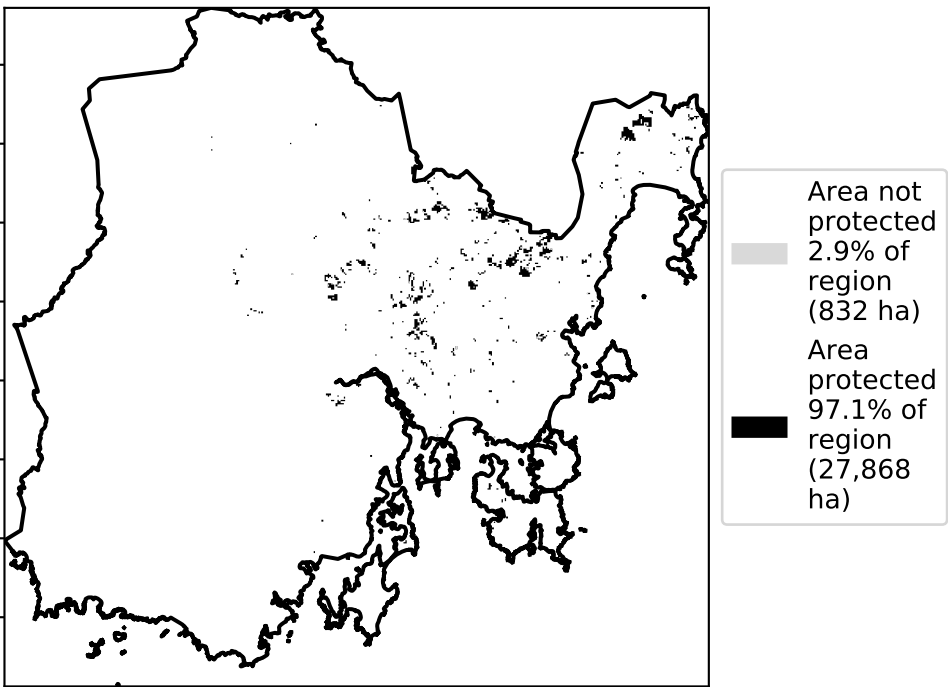 Area not
protected
2.9% of
region
(832 ha)
Area
protected
97.1% of
region
(27,868
ha)